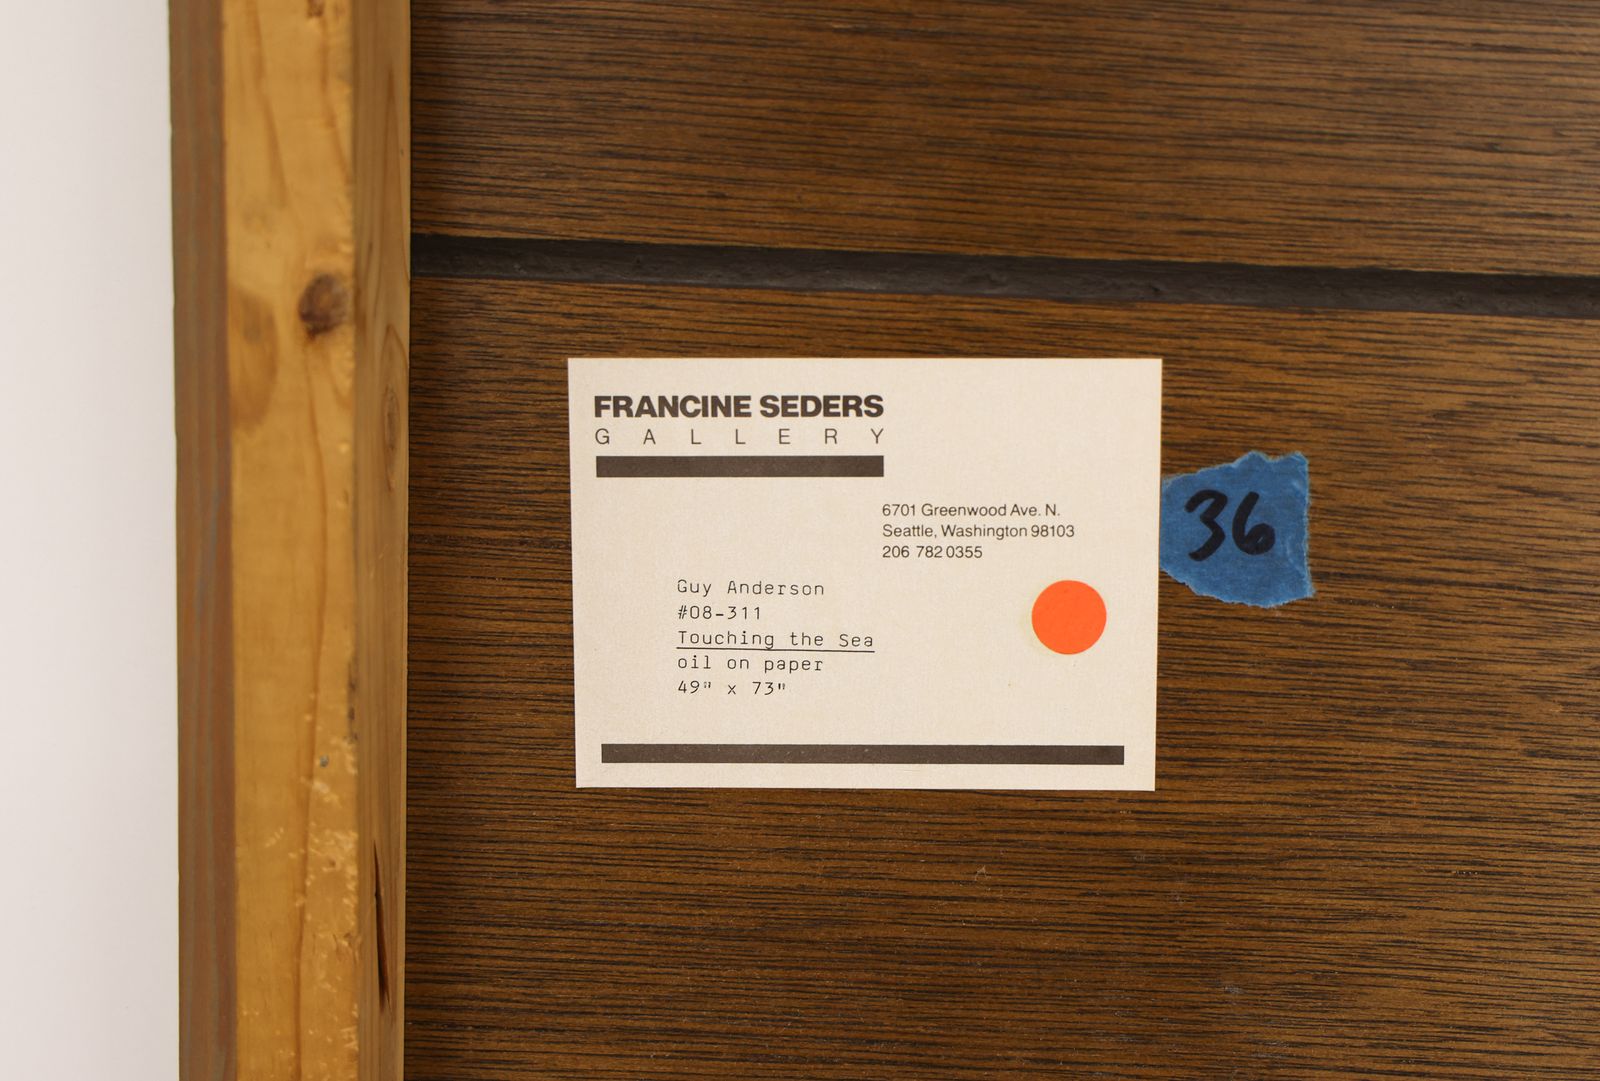 FRANCINE SEDERS
GALLERY
6701 Greenwood Ave. N.
Seattle, Washington 98103
206 782 0355
Guy Anderson
#08-311
Touching the Sea
oil on paper
49" x 73"
36